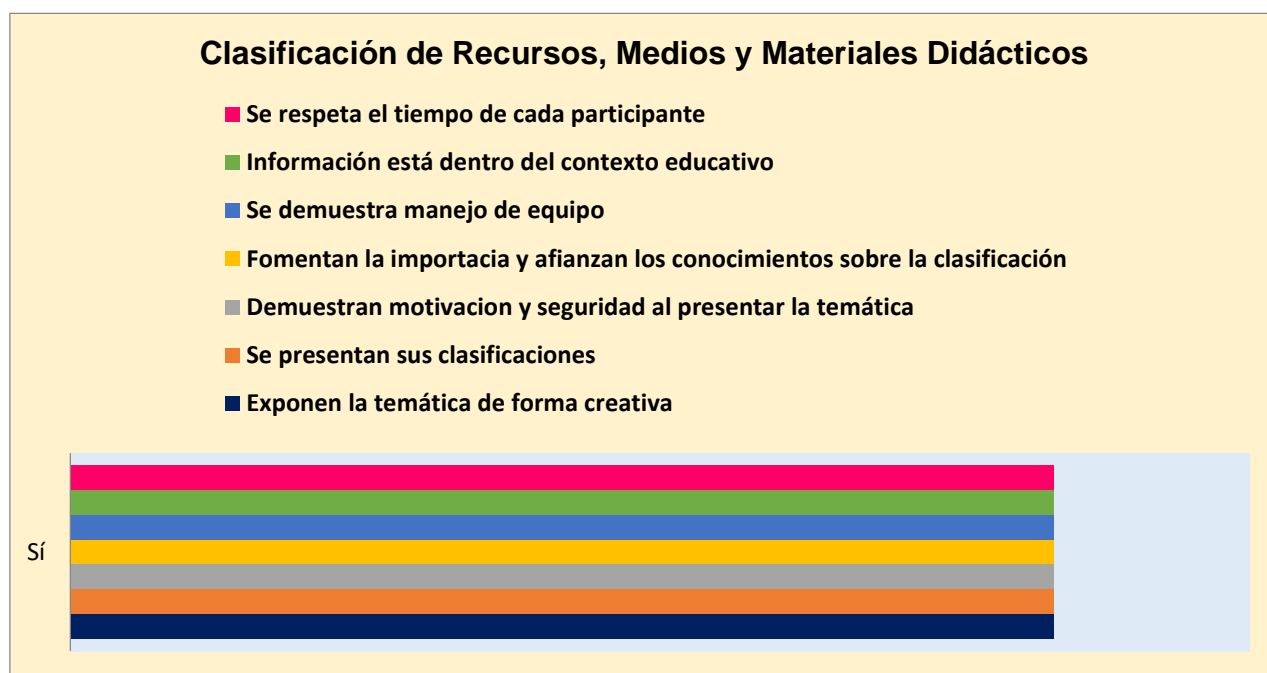 Clasificación de Recursos, Medios y Materiales Didácticos
Se respeta el tiempo de cada participante
Información está dentro del contexto educativo
Se demuestra manejo de equipo
Fomentan la importacia y afianzan los conocimientos sobre la clasificación
Demuestran motivacion y seguridad al presentar la temática
Se presentan sus clasificaciones
Exponen la temática de forma creativa
Sí